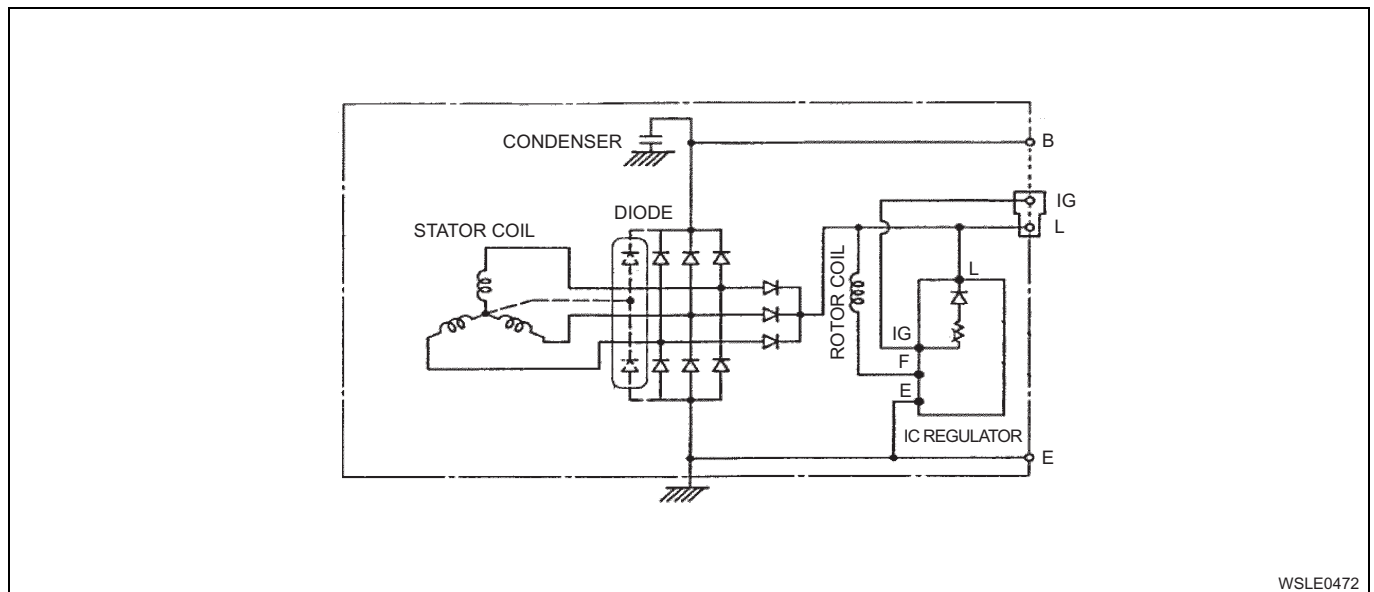 CONDENSER
B
IG
L
DIODE
STATOR COIL
ROTOR COIL
L
IG
F
E
IC REGULATOR
E
WSLE0472